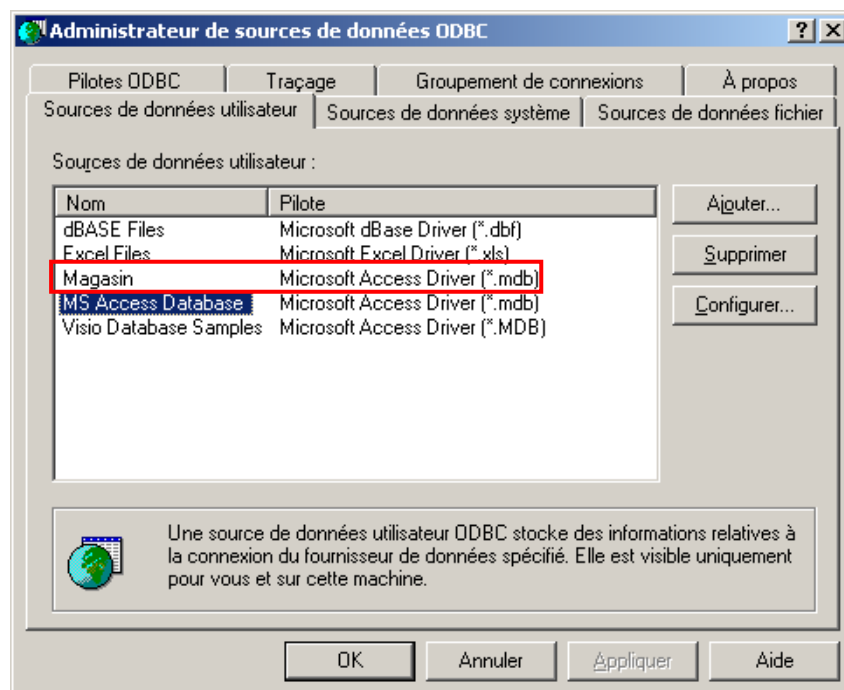 Administrateur de sources de données ODBC
Pilotes ODBC Traçage Groupement de connexions À propos
Sources de données utilisateur Sources de données système Sources de données fichier
Sources de données utilisateur :
Nom Pilote
dBASE Files Microsoft dBase Driver (*.dbf)
Excel Files Microsoft Excel Driver (*.xls)
Magasin Microsoft Access Driver (*.mdb)
MS Access Database Microsoft Access Driver (*.mdb)
Visio Database Samples Microsoft Access Driver (*.MDB)
Ajouter...
Supprimer
Configurer...
Une source de données utilisateur ODBC stocke des informations relatives à
la connexion du fournisseur de données spécifié. Elle est visible uniquement
pour vous et sur cette machine.
OK Annuler Appliquer Aide